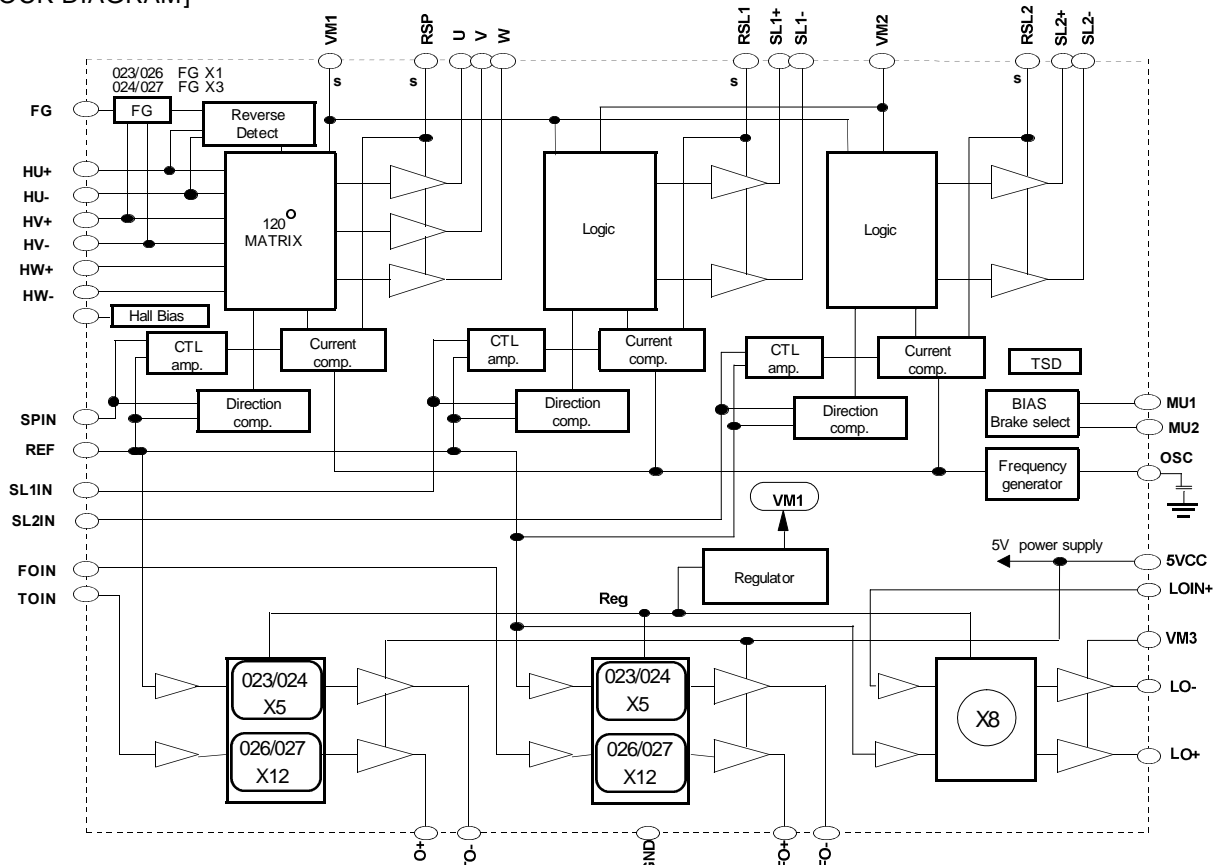 OCK DIAGRAM]
VM1
RSP
U
V
W
RSL1
SL1+
SL1-
VM2
RSL2
SL2+
SL2-
s
s
s
s
023/026 FG X1
024/027 FG X3
FG
FG
Reverse
Detect
HU+
HU-
HV+
HV-
HW+
HW-
120°
MATRIX
Logic
Logic
Hall Bias
CTL
amp.
Current
comp.
CTL
amp.
Current
comp.
CTL
amp.
Current
comp.
TSD
Direction
comp.
Direction
comp.
Direction
comp.
BIAS
Brake select
MU1
MU2
SPIN
REF
SL1IN
SL2IN
Frequency
generator
OSC
VM1
5V power supply
5VCC
FOIN
TOIN
Regulator
LOIN+
Reg
VM3
023/024
X5
026/027
X12
023/024
X5
026/027
X12
X8
LO-
LO+
O+
TO-
GND
FO+
FO-